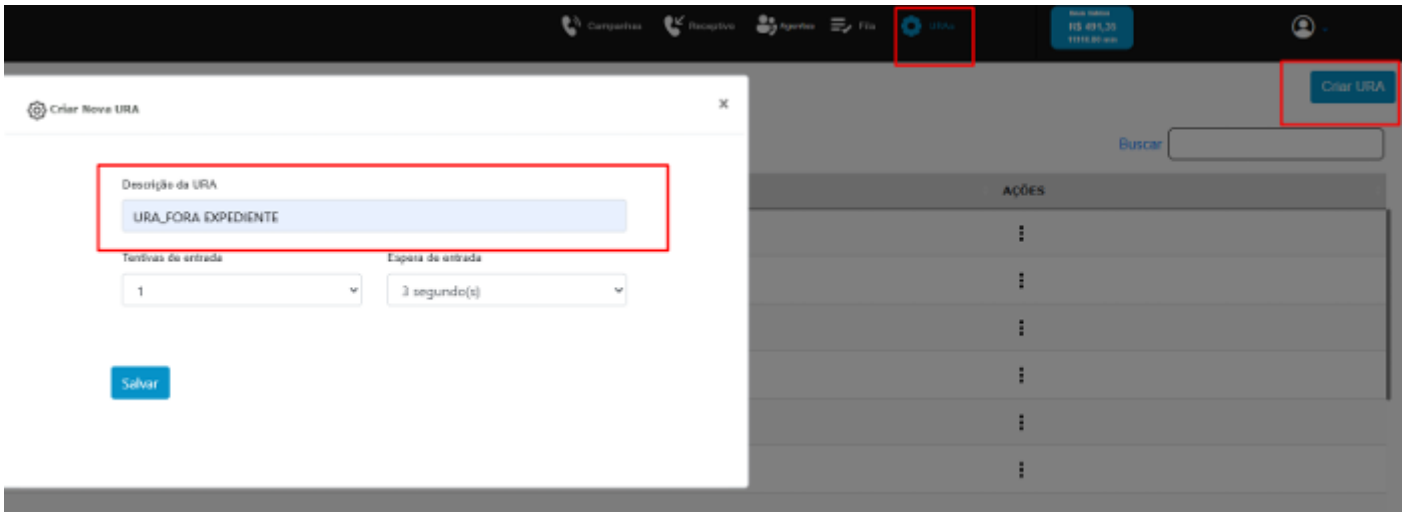 Campanhas Receptivo Agentes Fila URAs
R$ 491,35
Criar URA
Criar Nova URA x
Buscar
Descrição da URA
AÇÕES
URA_FORA EXPEDIENTE
Tentivas de entrada Espera de entrada
1 3 segundo(s)
Salvar